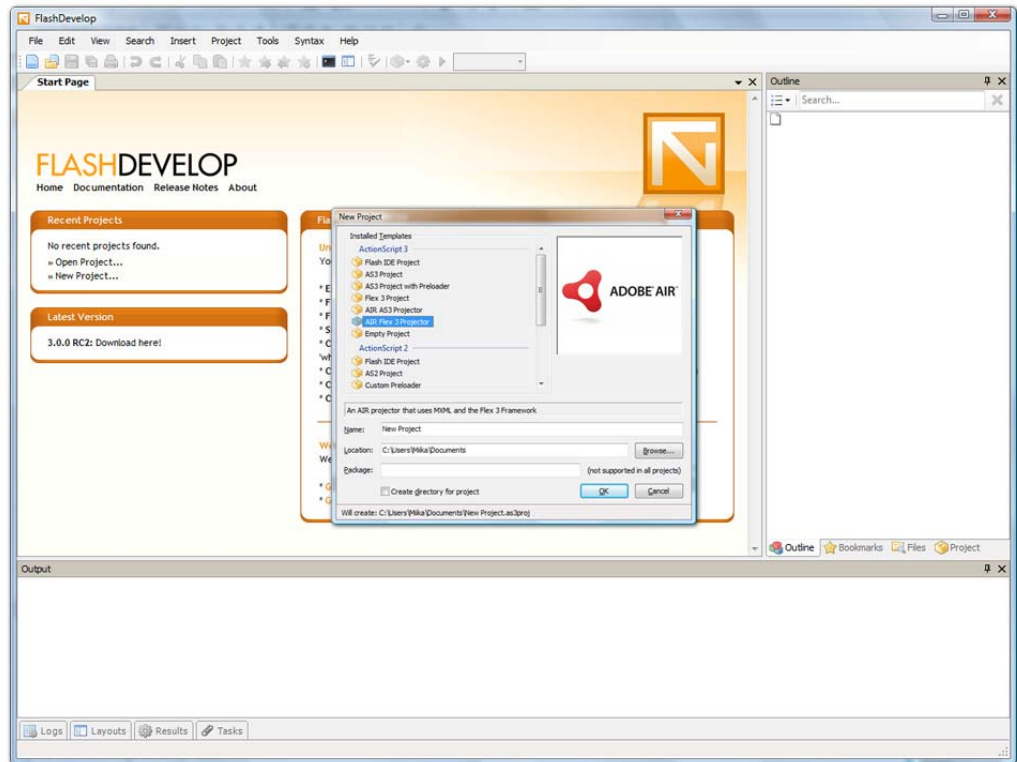 FlashDevelop
File Edit View Search Insert Project Tools Syntax Help
Start Page
FLASHDEVELOP
Home Documentation Release Notes About
Recent Projects
No recent projects found.
» Open Project...
» New Project...
Latest Version
3.0.0 RC2: Download here!
Fla
Un
Yo
* E
* F
* F
* S
* C
'wh
* C
* C
* C
We
We
* G
* G
New Project
Installed Templates
ActionScript 3
Flash IDE Project
AS3 Project
AS3 Project with Preloader
Flex 3 Project
AIR AS3 Projector
AIR Flex 3 Projector
Empty Project
ActionScript 2
Flash IDE Project
AS2 Project
Custom Preloader
ADOBE AIR
An AIR projector that uses MXML and the Flex 3 Framework
Name: New Project
Location: C:\Users\Mika\Documents
Browse...
Package:
(not supported in all projects)
Create directory for project
OK
Cancel
Will create: C:\Users\Mika\Documents\New Project.as3proj
Outline
Search...
Outline Bookmarks Files Project
Output
Logs Layouts Results Tasks